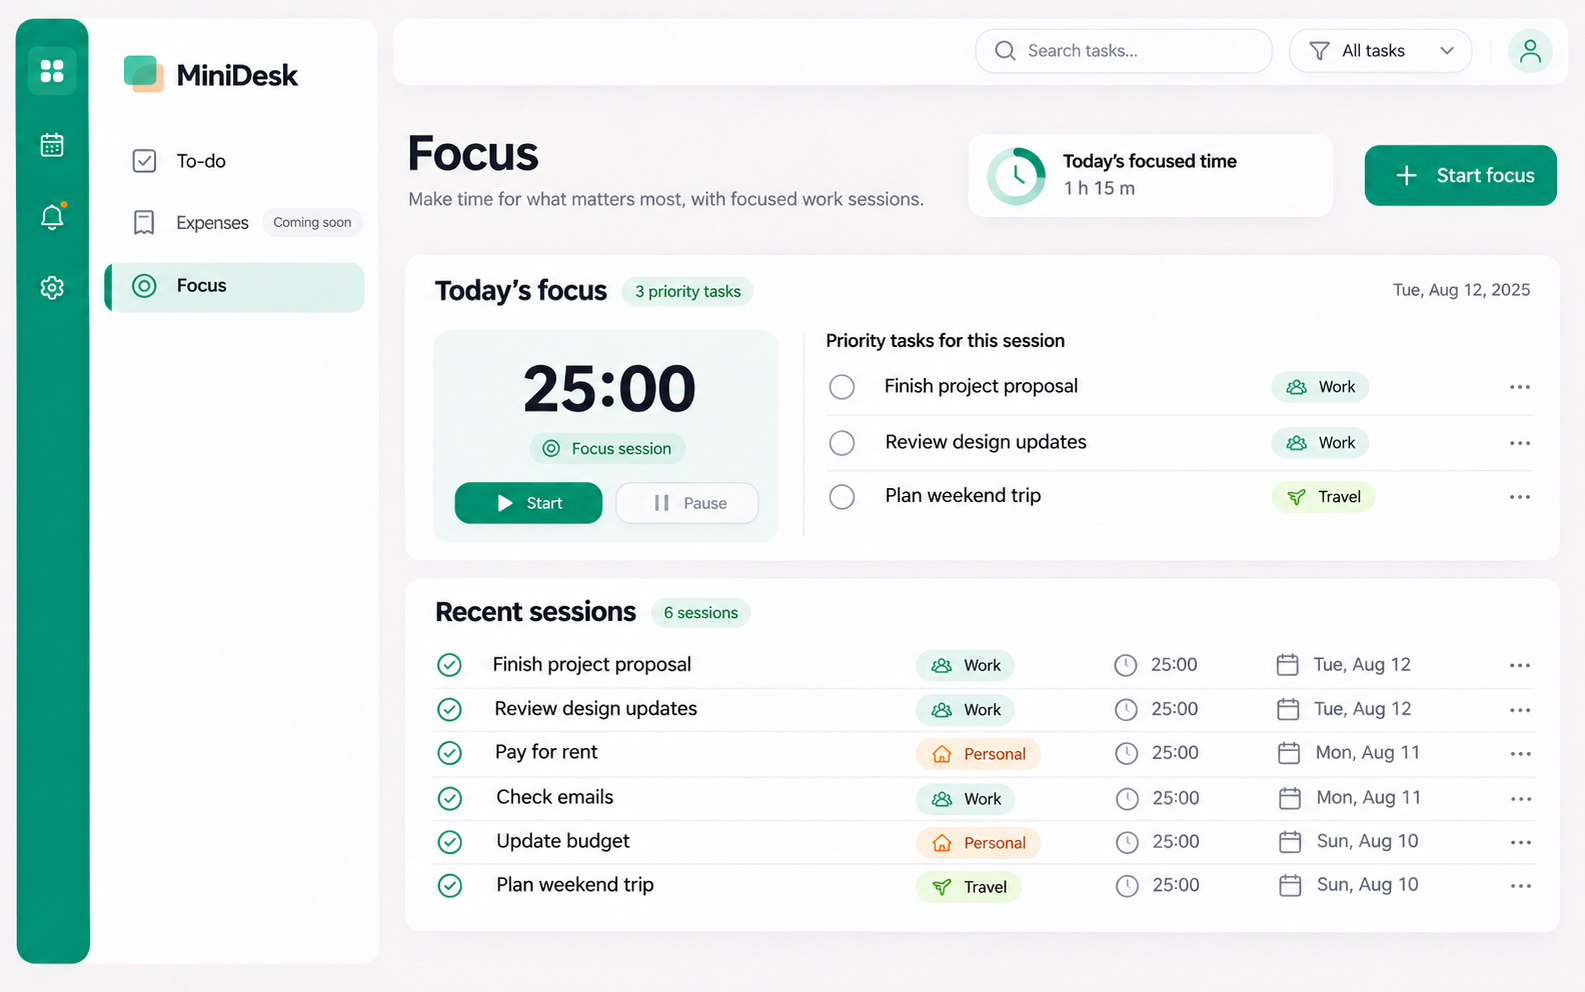 MiniDesk
To-do
Expenses Coming soon
Focus
Search tasks...
All tasks
Focus
Make time for what matters most, with focused work sessions.
Today’s focused time
1 h 15 m
Start focus
Today’s focus 3 priority tasks
Tue, Aug 12, 2025
25:00
Focus session
Start Pause
Priority tasks for this session
Finish project proposal Work
Review design updates Work
Plan weekend trip Travel
Recent sessions 6 sessions
Finish project proposal Work 25:00 Tue, Aug 12
Review design updates Work 25:00 Tue, Aug 12
Pay for rent Personal 25:00 Mon, Aug 11
Check emails Work 25:00 Mon, Aug 11
Update budget Personal 25:00 Sun, Aug 10
Plan weekend trip Travel 25:00 Sun, Aug 10